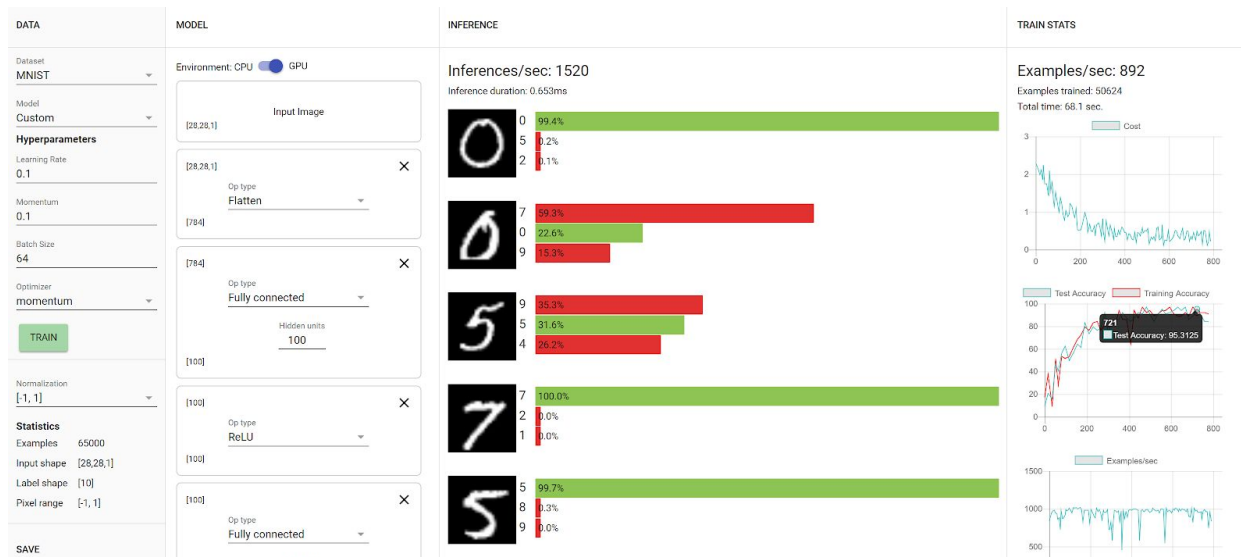 DATA
Dataset
MNIST
Model
Custom
Hyperparameters
Learning Rate
0.1
Momentum
0.1
Batch Size
64
Optimizer
momentum
TRAIN
Normalization
[-1, 1]
Statistics
Examples 65000
Input shape [28,28,1]
Label shape [10]
Pixel range [-1, 1]
SAVE
MODEL
Environment: CPU GPU
Input Image
[28,28,1]
[28,28,1]
Op type
Flatten
[784]
[784]
Op type
Fully connected
Hidden units
100
[100]
[100]
Op type
ReLU
[100]
[100]
Op type
Fully connected
INFERENCE
Inferences/sec: 1520
Inference duration: 0.653ms
0 99.4%
5 0.2%
2 0.1%
7 59.3%
0 22.6%
9 15.3%
9 35.3%
5 31.6%
4 26.2%
7 100.0%
2 0.0%
1 0.0%
5 99.7%
8 0.3%
9 0.0%
0
0
5
7
5
TRAIN STATS
Examples/sec: 892
Examples trained: 50624
Total time: 68.1 sec.
Cost
3
2
1
0
0 200 400 600 800
Test Accuracy Training Accuracy
100
80
60
40
20
0
721
Test Accuracy: 95.3125
0 200 400 600 800
Examples/sec
1500
1000
500